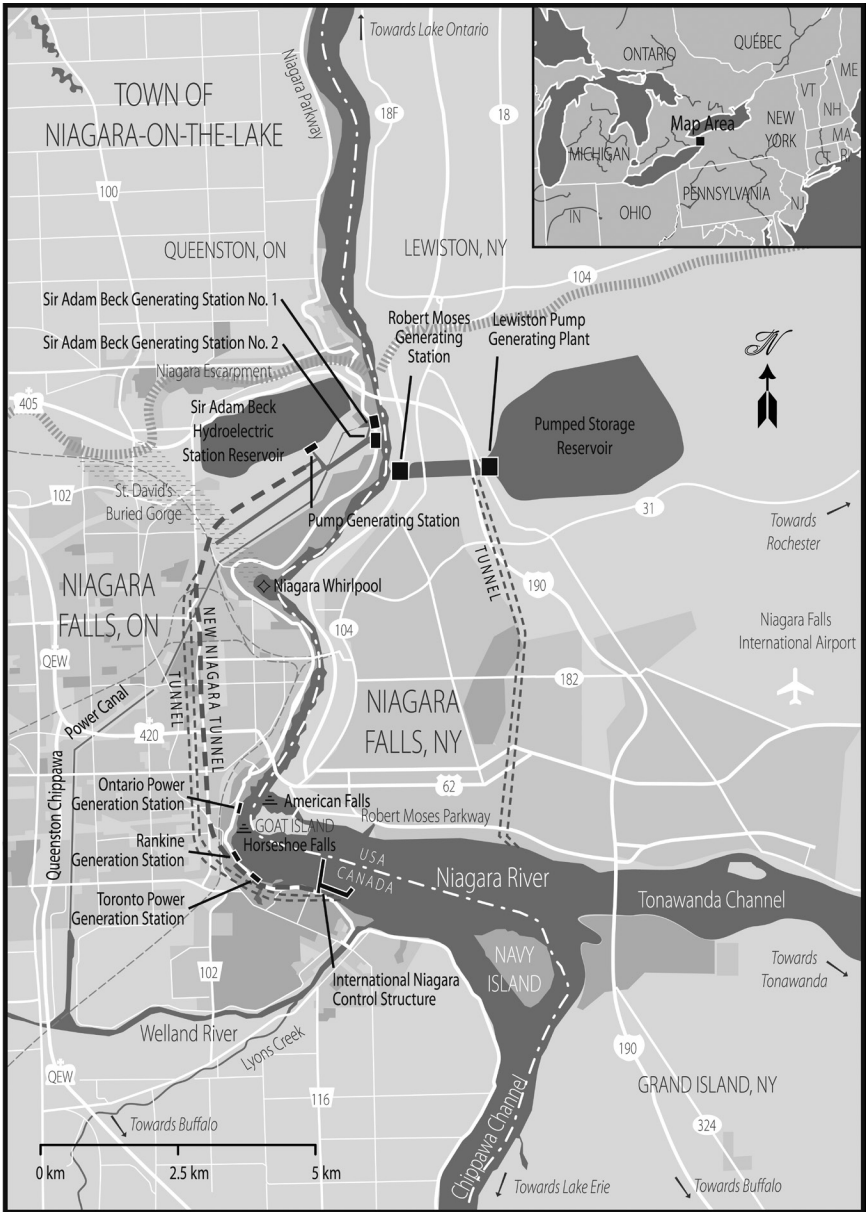 Towards Lake Ontario
Niagara Parkway
18F
18
TOWN OF
NIAGARA-ON-THE-LAKE
100
ONTARIO
QUÉBEC
ME
VT
NH
NEW
YORK
MA
CT
RI
Map Area
MICHIGAN
PENNSYLVANIA
NJ
IN
OHIO
QUEENSTON, ON
LEWISTON, NY
104
Sir Adam Beck Generating Station No. 1
Sir Adam Beck Generating Station No. 2
Robert Moses
Generating
Station
Lewiston Pump
Generating Plant
N
Niagara Escarpment
405
Sir Adam Beck
Hydroelectric
Station Reservoir
Pumped Storage
Reservoir
102
St. David's
Buried Gorge
Pump Generating Station
31
Towards
Rochester
TUNNEL
NIAGARA
FALLS, ON
Niagara Whirlpool
190
104
Niagara Falls
International Airport
NEW NIAGARA TUNNEL
TUNNEL
QEW
182
NIAGARA
FALLS, NY
Power Canal
420
62
Ontario Power
Generation Station
American Falls
Robert Moses Parkway
GOAT ISLAND
Horseshoe Falls
Queenston Chippawa
Rankine
Generation Station
USA
CANADA
Niagara River
Tonawanda Channel
Toronto Power
Generation Station
NAVY
ISLAND
Towards
Tonawanda
102
International Niagara
Control Structure
Welland River
Lyons Creek
190
QEW
116
GRAND ISLAND, NY
324
Towards Buffalo
0 km
2.5 km
5 km
Chippawa Channel
Towards Lake Erie
Towards Buffalo